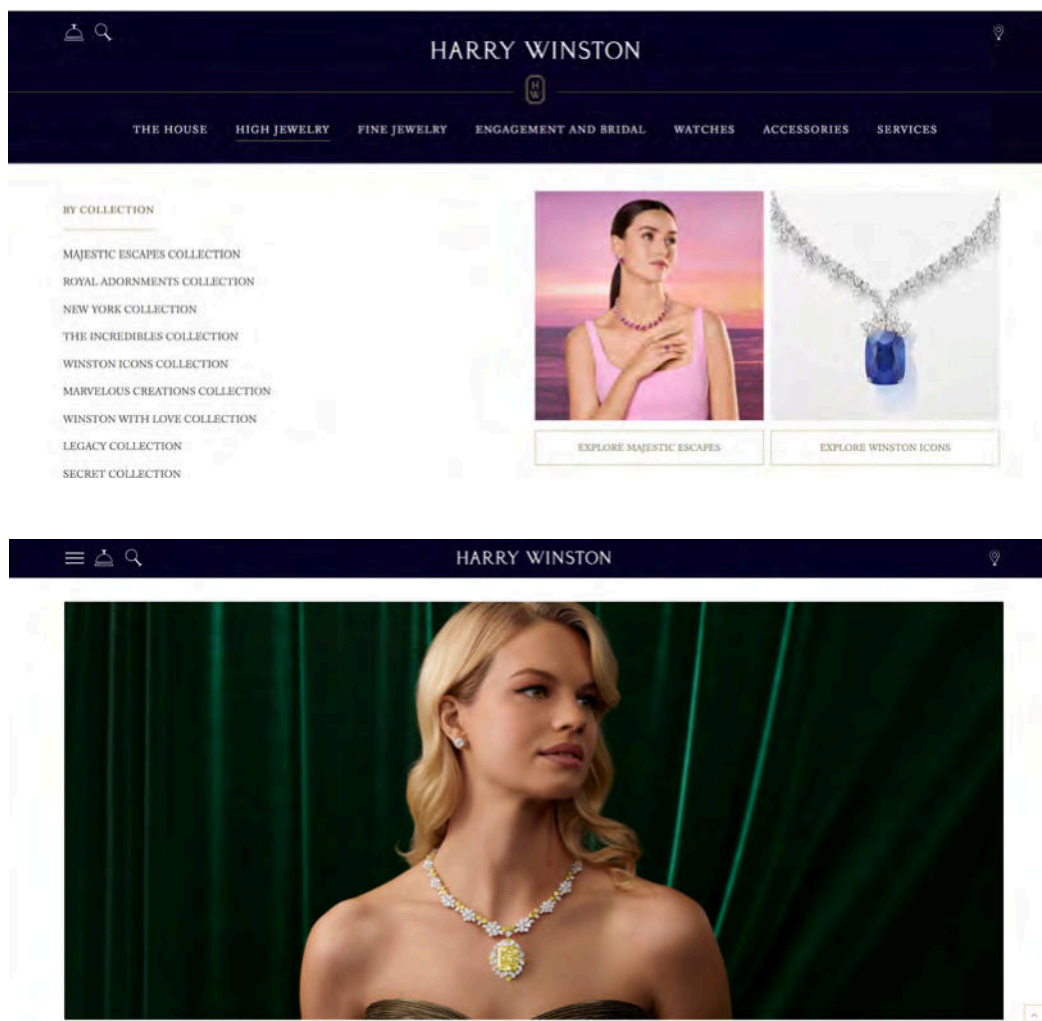 HARRY WINSTON
H
W
THE HOUSE HIGH JEWELRY FINE JEWELRY ENGAGEMENT AND BRIDAL WATCHES ACCESSORIES SERVICES
BY COLLECTION
MAJESTIC ESCAPES COLLECTION
ROYAL ADORNMENTS COLLECTION
NEW YORK COLLECTION
THE INCREDIBLES COLLECTION
WINSTON ICONS COLLECTION
MARVELOUS CREATIONS COLLECTION
WINSTON WITH LOVE COLLECTION
LEGACY COLLECTION
SECRET COLLECTION
EXPLORE MAJESTIC ESCAPES EXPLORE WINSTON ICONS
HARRY WINSTON